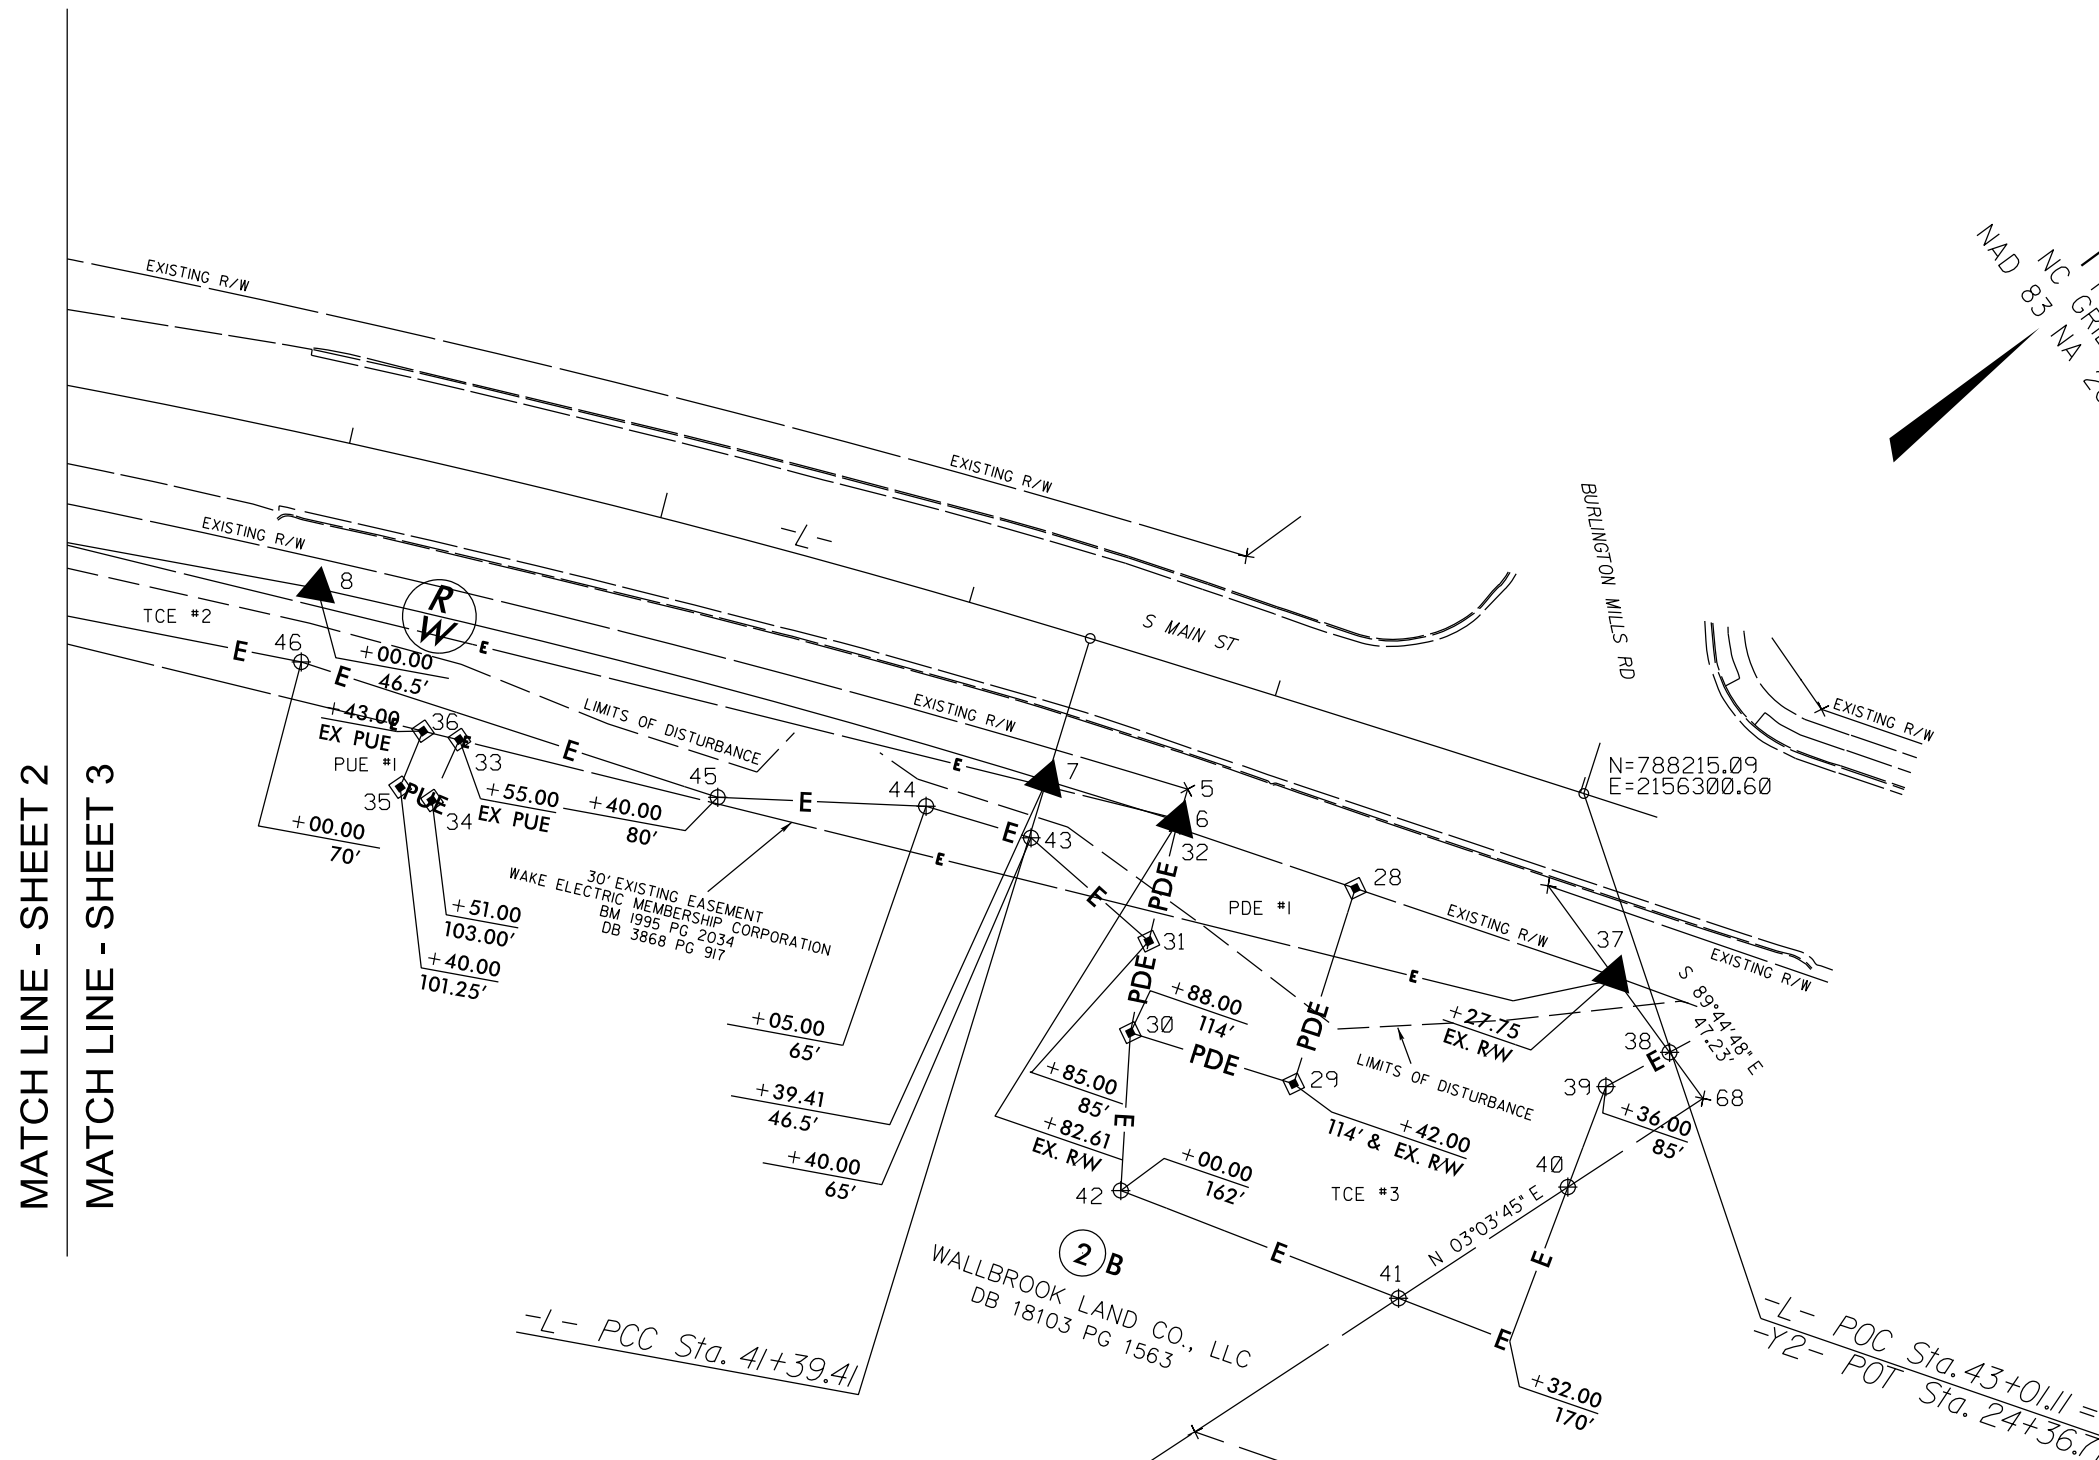 MATCH LINE - SHEET 2
MATCH LINE - SHEET 3
EXISTING R/W
EXISTING R/W
EXISTING R/W
-L-
S MAIN ST
BURLINGTON MILLS RD
NAD 83 NA
NC
EXISTING R/W
N=788215.09
E=2156300.60
8
R
W
E
TCE #2
E
46
E
+00.00
46.5'
+43.00
EX PUE
E
36
E
33
PUE #1
35
PUE
34
+55.00
EX PUE
+00.00
70'
E
LIMITS OF DISTURBANCE
EXISTING R/W
45
+40.00
80'
E
44
E
7
5
6
32
E
43
E
PDE
31
PDE
30
28
PDE #1
EXISTING R/W
37
EXISTING R/W
S 89°44'48" E
47.23'
30' EXISTING EASEMENT
WAKE ELECTRIC MEMBERSHIP CORPORATION
BM 1995 PG 2034
DB 3868 PG 917
E
+51.00
103.00'
+40.00
101.25'
+05.00
65'
+39.41
46.5'
+40.00
65'
+88.00
114'
PDE
PDE
29
E
+27.75
EX. R/W
LIMITS OF DISTURBANCE
38
E
39
68
+36.00
85'
+85.00
85'
E
+82.61
EX. R/W
+42.00
114' & EX. R/W
+00.00
162'
42
TCE #3
40
N 03°03'45" E
2
B
WALLBROOK LAND CO., LLC
DB 18103 PG 1563
E
41
E
E
+32.00
170'
-L- PCC Sta. 41+39.41
-L- POC Sta. 43+01.11 =
-Y2- POT Sta. 24+36.7